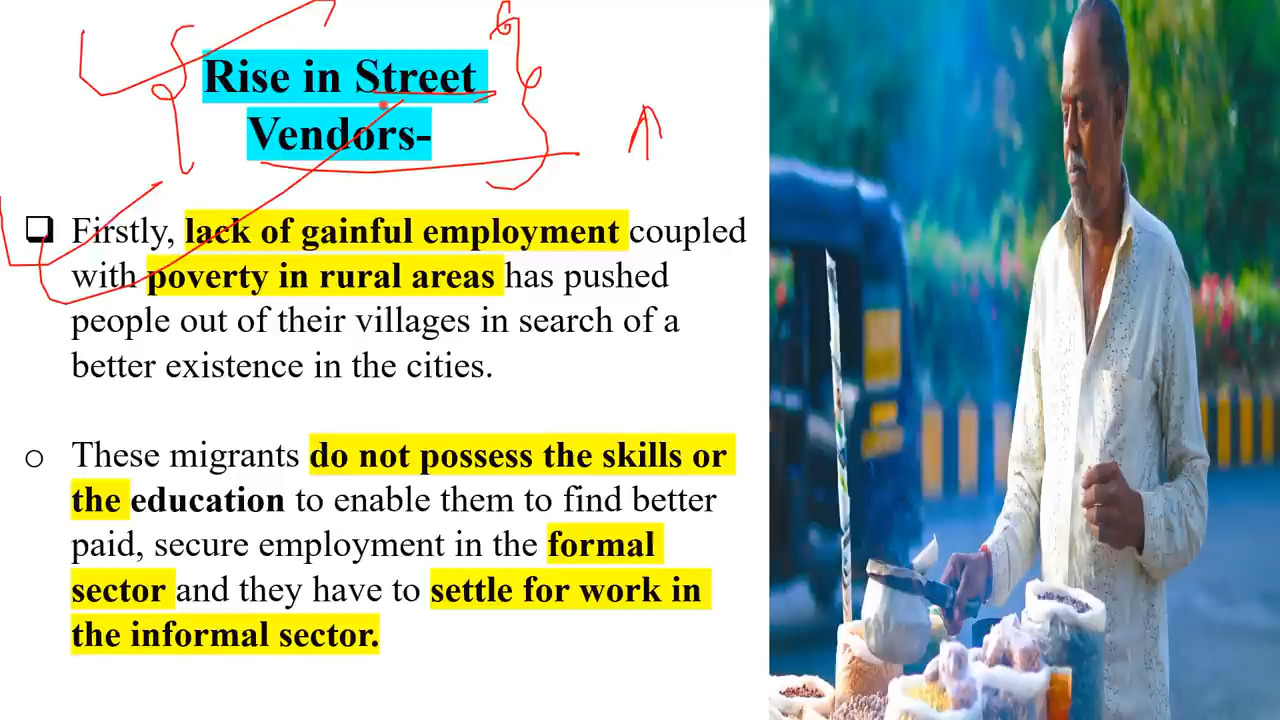 Rise in Street
Vendors-
❑ Firstly, lack of gainful employment coupled
with poverty in rural areas has pushed
people out of their villages in search of a
better existence in the cities.
o These migrants do not possess the skills or
the education to enable them to find better
paid, secure employment in the formal
sector and they have to settle for work in
the informal sector.